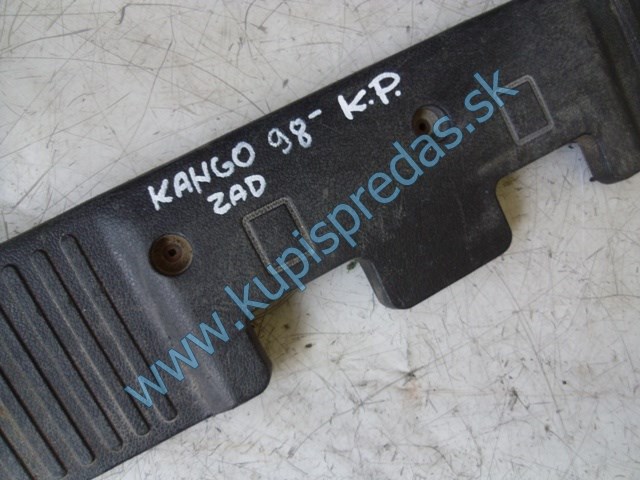 KANGO 98- K.P.
ZAD
www.kupispredas.sk